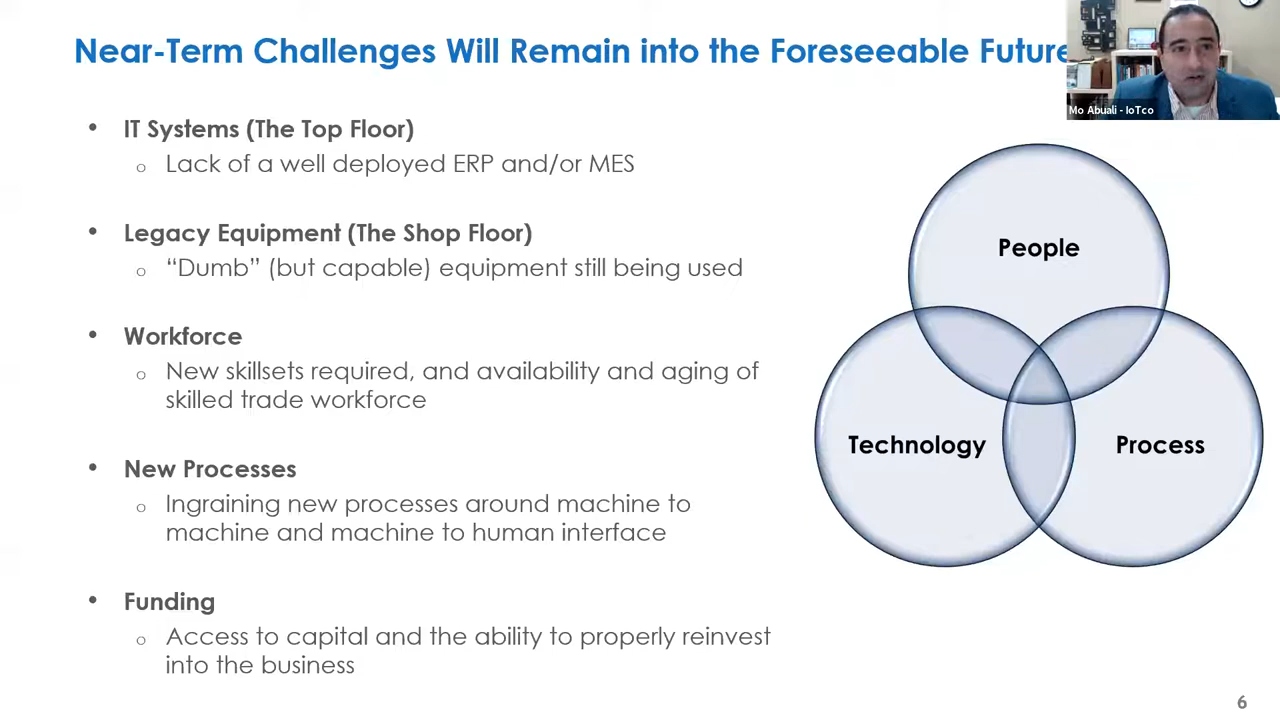 Near-Term Challenges Will Remain into the Foreseeable Future
Mo Abuali - IoTco
• IT Systems (The Top Floor)
o Lack of a well deployed ERP and/or MES
• Legacy Equipment (The Shop Floor)
o “Dumb” (but capable) equipment still being used
• Workforce
o New skillsets required, and availability and aging of
skilled trade workforce
• New Processes
o Ingraining new processes around machine to
machine and machine to human interface
• Funding
o Access to capital and the ability to properly reinvest
into the business
People
Technology
Process
6